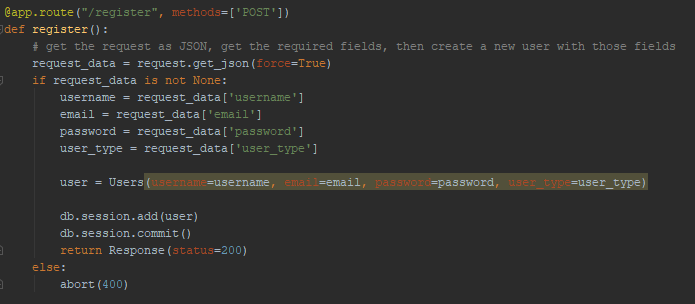 @app.route("/register", methods=['POST'])
def register():
    # get the request as JSON, get the required fields, then create a new user with those fields
    request_data = request.get_json(force=True)
    if request_data is not None:
        username = request_data['username']
        email = request_data['email']
        password = request_data['password']
        user_type = request_data['user_type']

        user = Users(username=username, email=email, password=password, user_type=user_type)

        db.session.add(user)
        db.session.commit()
        return Response(status=200)
    else:
        abort(400)